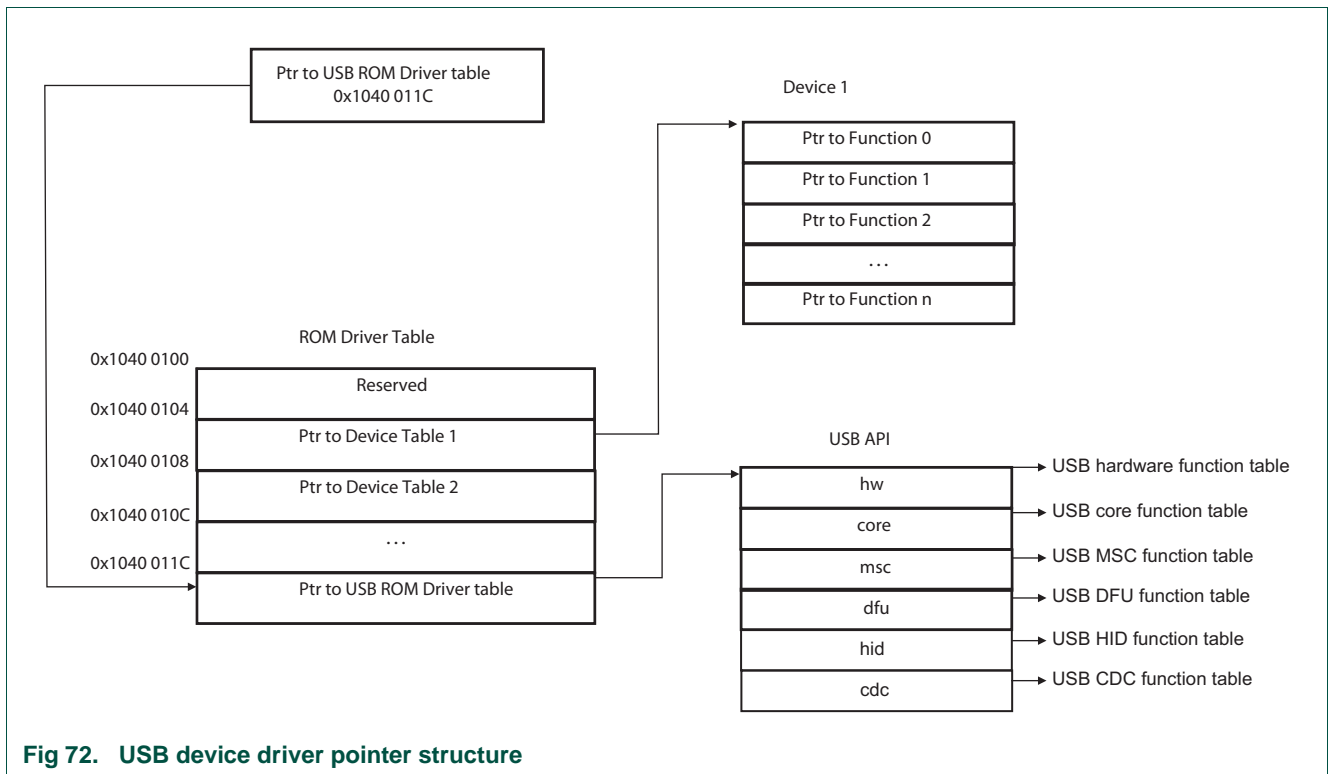 Ptr to USB ROM Driver table
0x1040 011C
Device 1
Ptr to Function 0
Ptr to Function 1
Ptr to Function 2
...
Ptr to Function n
ROM Driver Table
0x1040 0100
Reserved
0x1040 0104
Ptr to Device Table 1
0x1040 0108
Ptr to Device Table 2
0x1040 010C
...
0x1040 011C
Ptr to USB ROM Driver table
USB API
hw
USB hardware function table
core
USB core function table
msc
USB MSC function table
dfu
USB DFU function table
hid
USB HID function table
cdc
USB CDC function table
Fig 72. USB device driver pointer structure